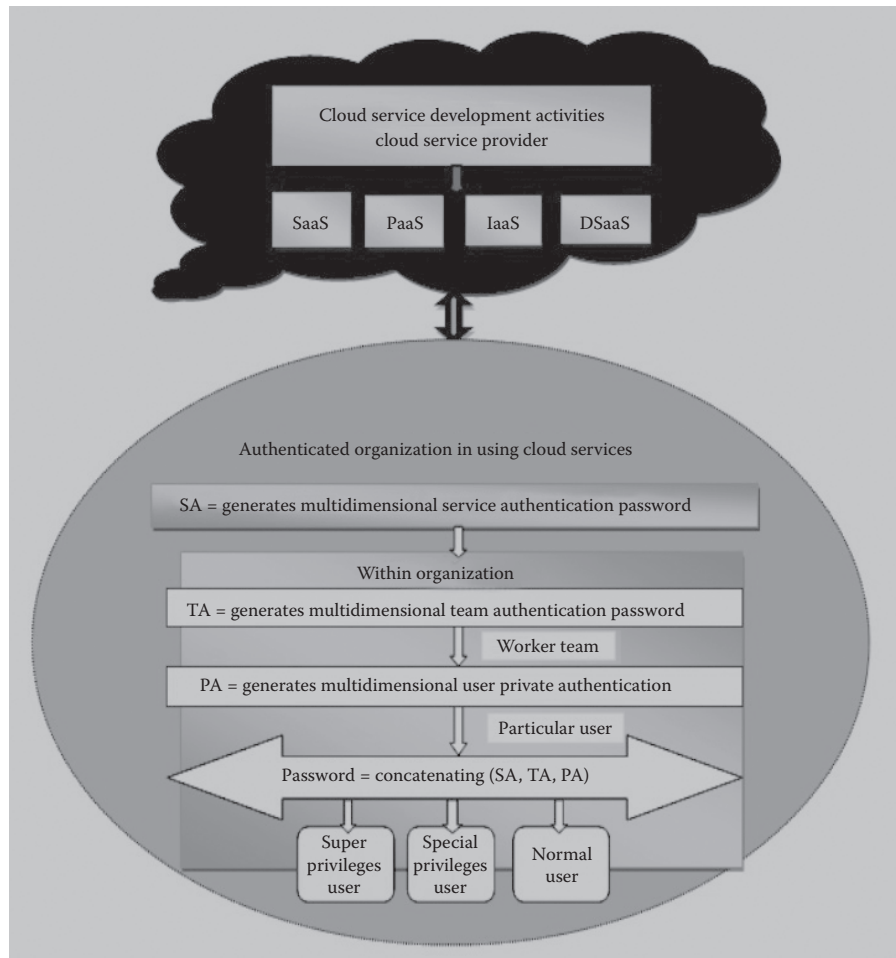 Cloud service development activities
cloud service provider
SaaS
PaaS
IaaS
DSaaS
Authenticated organization in using cloud services
SA = generates multidimensional service authentication password
Within organization
TA = generates multidimensional team authentication password
Worker team
PA = generates multidimensional user private authentication
Particular user
Password = concatenating (SA, TA, PA)
Super
privileges
user
Special
privileges
user
Normal
user